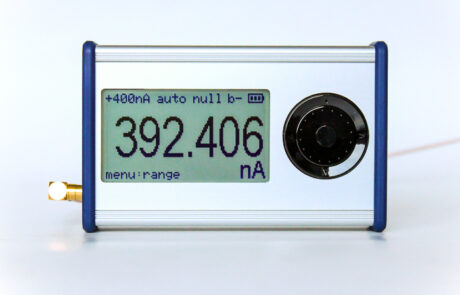 +400nA auto null b-
392.406
nA
menu:range